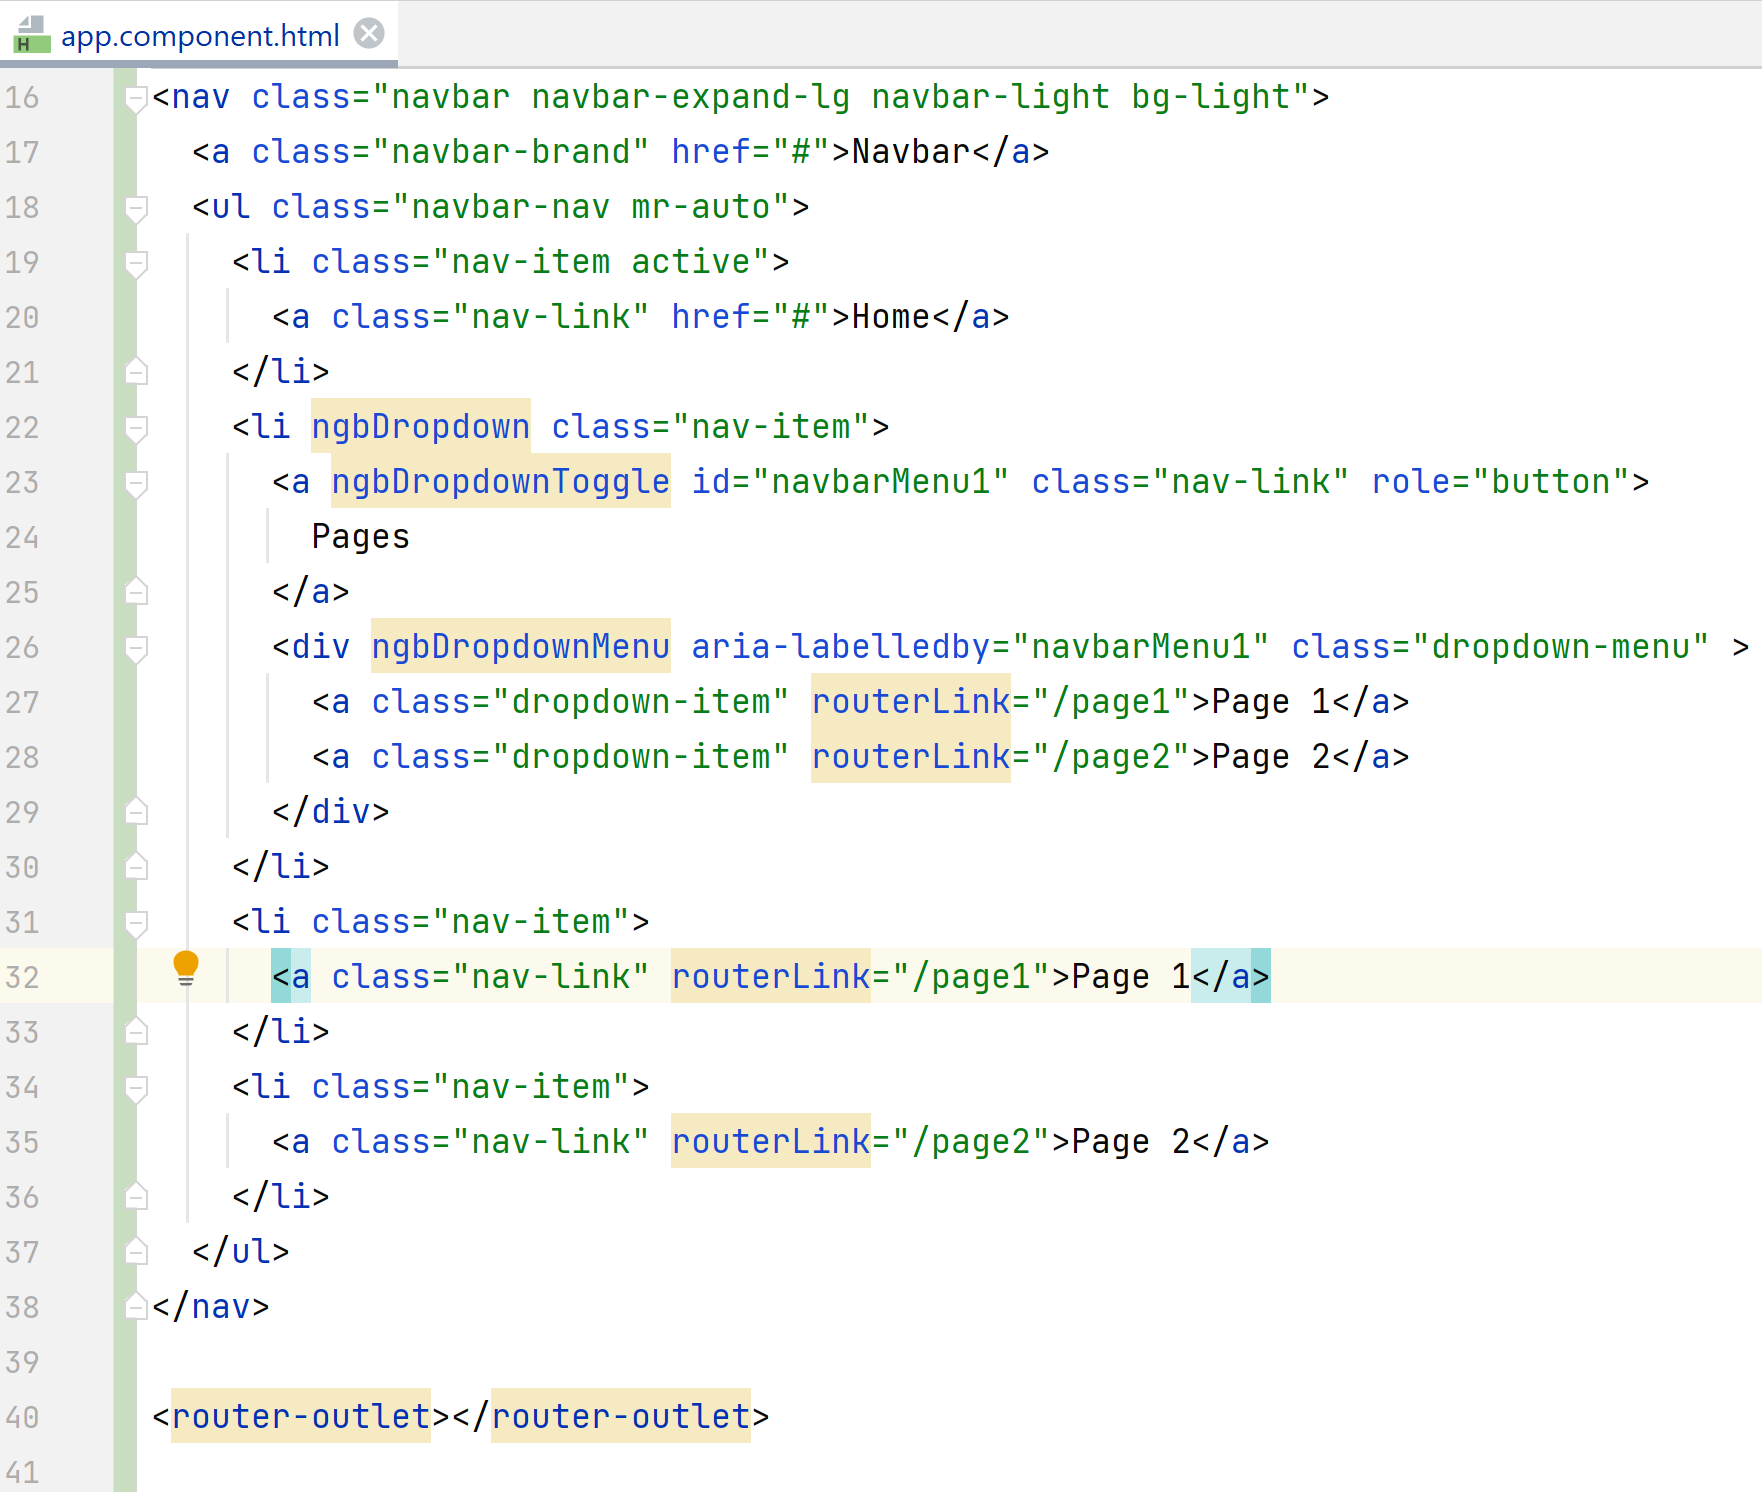 app.component.html
16 <nav class="navbar navbar-expand-lg navbar-light bg-light">
17   <a class="navbar-brand" href="#">Navbar</a>
18   <ul class="navbar-nav mr-auto">
19     <li class="nav-item active">
20       <a class="nav-link" href="#">Home</a>
21     </li>
22     <li ngbDropdown class="nav-item">
23       <a ngbDropdownToggle id="navbarMenu1" class="nav-link" role="button">
24         Pages
25       </a>
26       <div ngbDropdownMenu aria-labelledby="navbarMenu1" class="dropdown-menu" >
27         <a class="dropdown-item" routerLink="/page1">Page 1</a>
28         <a class="dropdown-item" routerLink="/page2">Page 2</a>
29       </div>
30     </li>
31     <li class="nav-item">
32       <a class="nav-link" routerLink="/page1">Page 1</a>
33     </li>
34     <li class="nav-item">
35       <a class="nav-link" routerLink="/page2">Page 2</a>
36     </li>
37   </ul>
38 </nav>
39
40 <router-outlet></router-outlet>
41